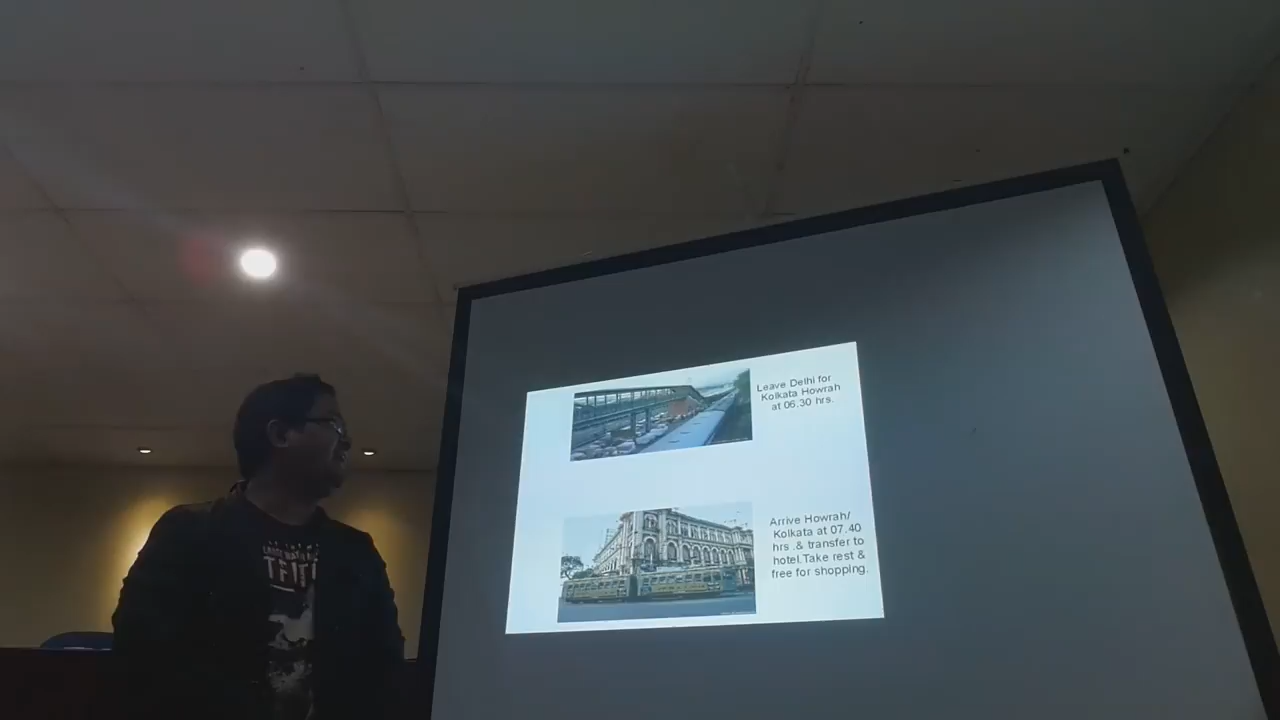 Leave Delhi for
Kolkata Howrah
at 06.30 hrs.
Arrive Howrah/
Kolkata at 07.40
hrs .& transfer to
hotel.Take rest &
free for shopping.